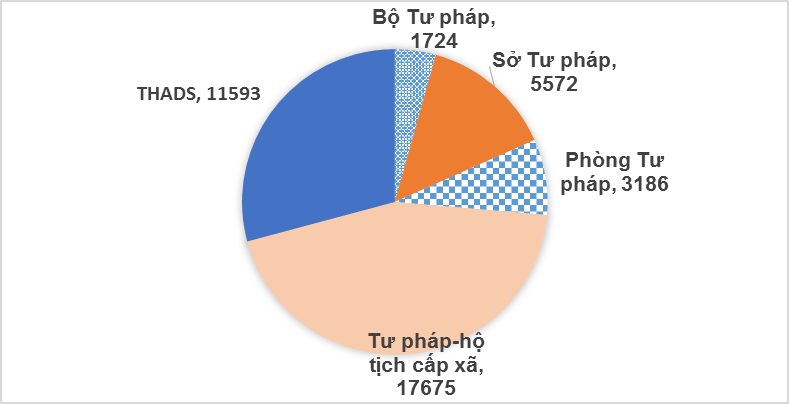 Bộ Tư pháp,
1724
Sở Tư pháp,
5572
THADS, 11593
Phòng Tư
pháp, 3186
Tư pháp-hộ
tịch cấp xã,
17675